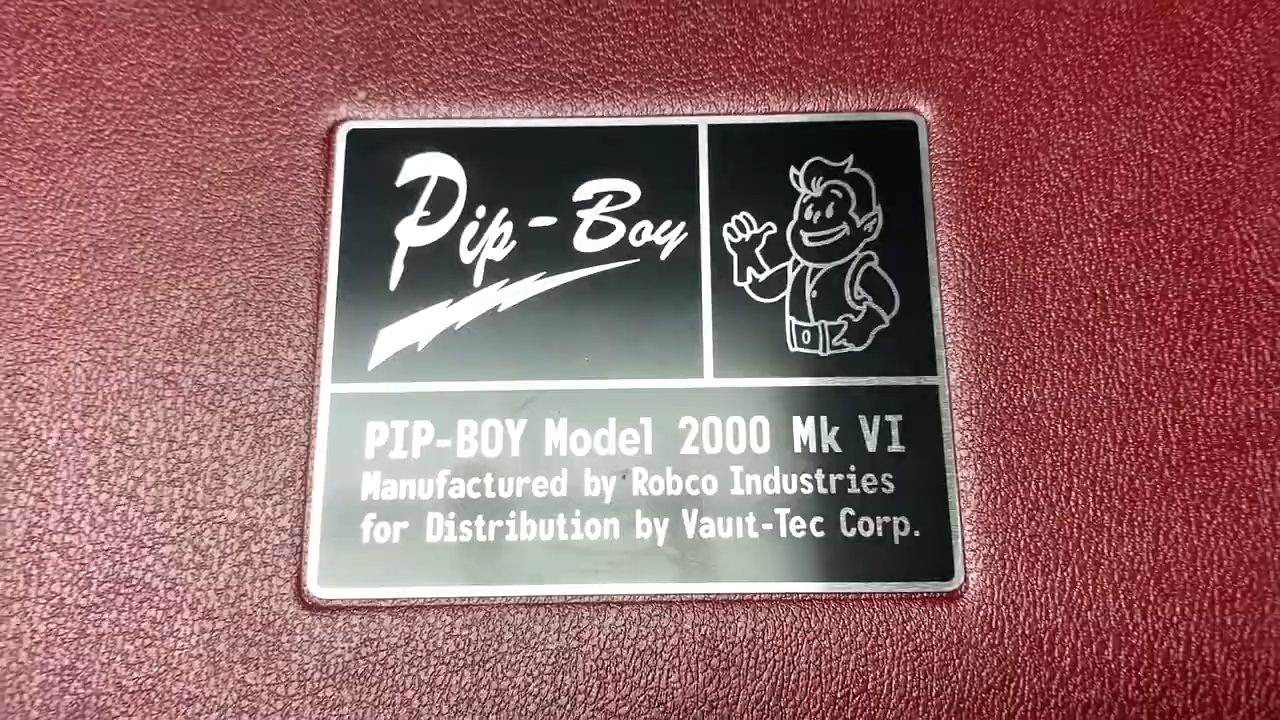 Pip-Boy
PIP-BOY Model 2000 Mk VI
Manufactured by Robco Industries
for Distribution by Vault-Tec Corp.